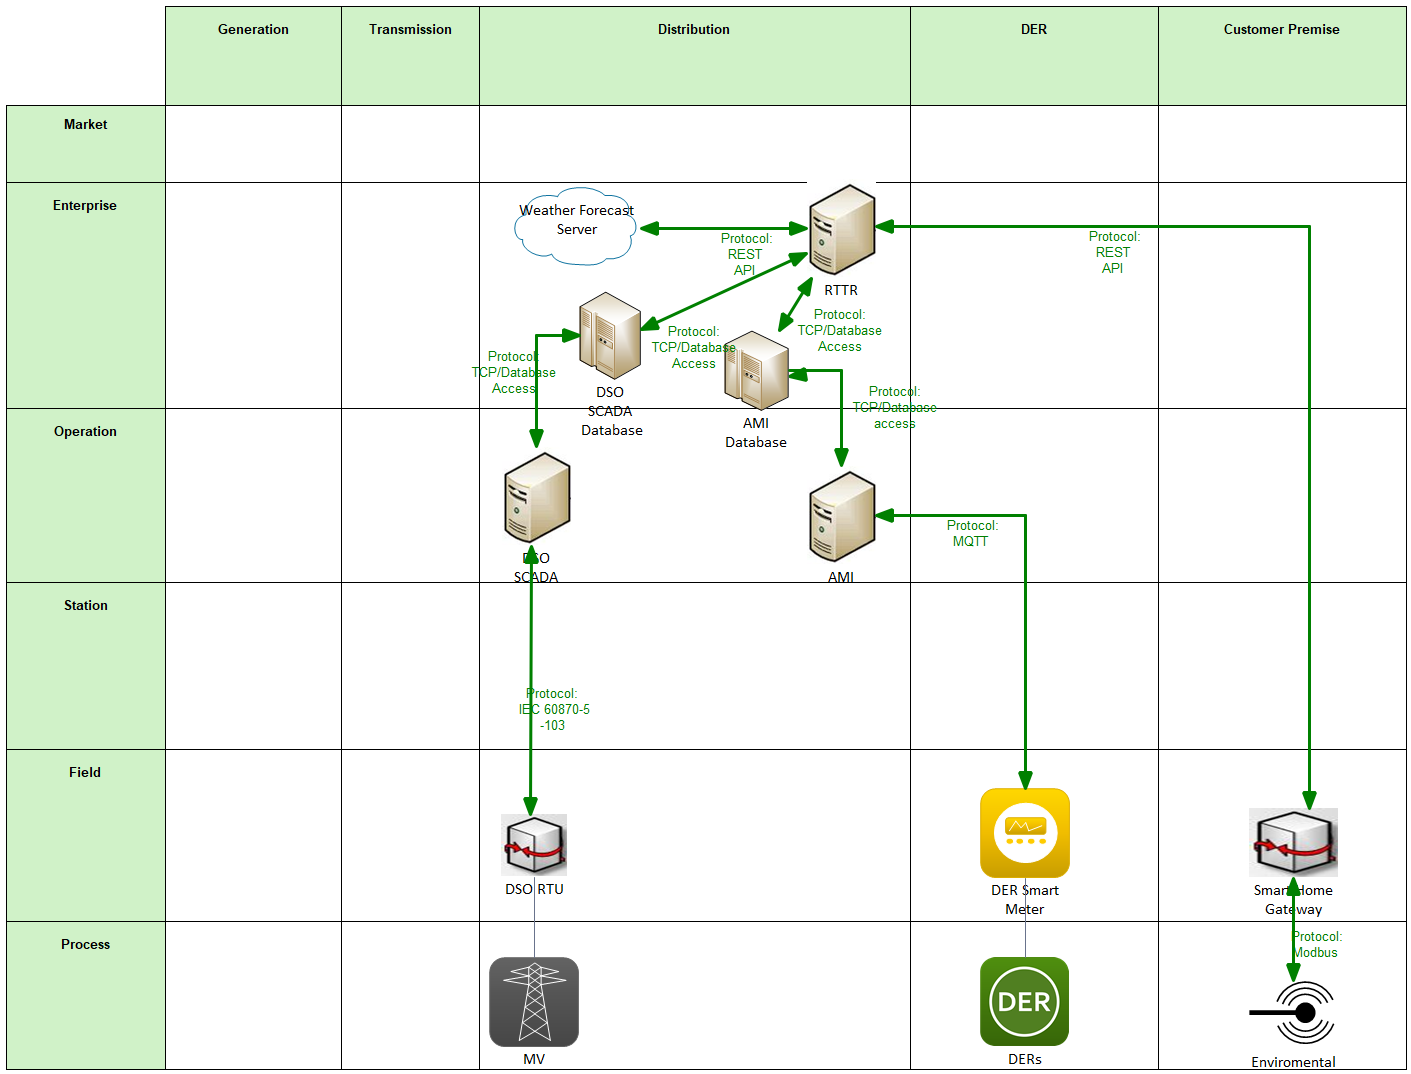 Generation
Transmission
Distribution
DER
Customer Premise
Market
Enterprise
Weather Forecast
Server
Protocol:
REST
API
RTTR
Protocol:
REST
API
Protocol:
TCP/Database
Access
Protocol:
TCP/Database
Access
Protocol:
TCP/Database
Access
DSO
SCADA
Database
AMI
Database
Protocol:
TCP/Database
access
Operation
DSO
SCADA
AMI
Protocol:
MQTT
Station
Protocol:
IEC 60870-5
-103
Field
DSO RTU
DER Smart
Meter
Smart Home
Gateway
Process
Protocol:
Modbus
MV
DER
DERs
Enviromental